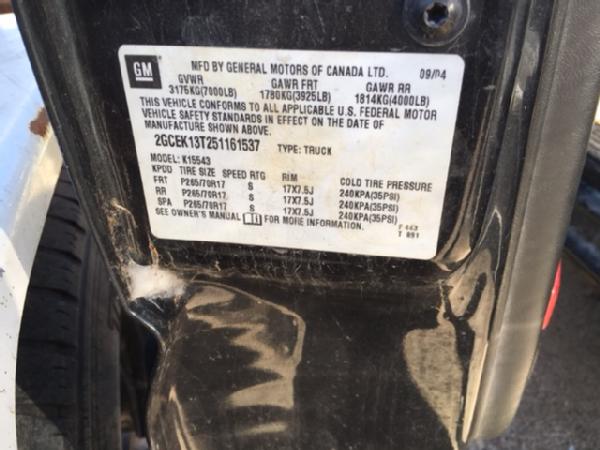 GM
MFD BY GENERAL MOTORS OF CANADA LTD. 09/04
GVWR GAWR FRT GAWR RR
3175KG(7000LB) 1780KG(3925LB) 1814KG(4000LB)
THIS VEHICLE CONFORMS TO ALL APPLICABLE U.S. FEDERAL MOTOR
VEHICLE SAFETY STANDARDS IN EFFECT ON THE DATE OF
MANUFACTURE SHOWN ABOVE.
2GCEK13T251161537 TYPE: TRUCK
MODEL: K15543
KPDD TIRE SIZE SPEED RTG RIM COLD TIRE PRESSURE
FRT P265/70R17 S 17X7.5J 240KPA(35PSI)
RR P265/70R17 S 17X7.5J 240KPA(35PSI)
SPA P265/70R17 S 17X7.5J 240KPA(35PSI)
SEE OWNER'S MANUAL FOR MORE INFORMATION.
T 891